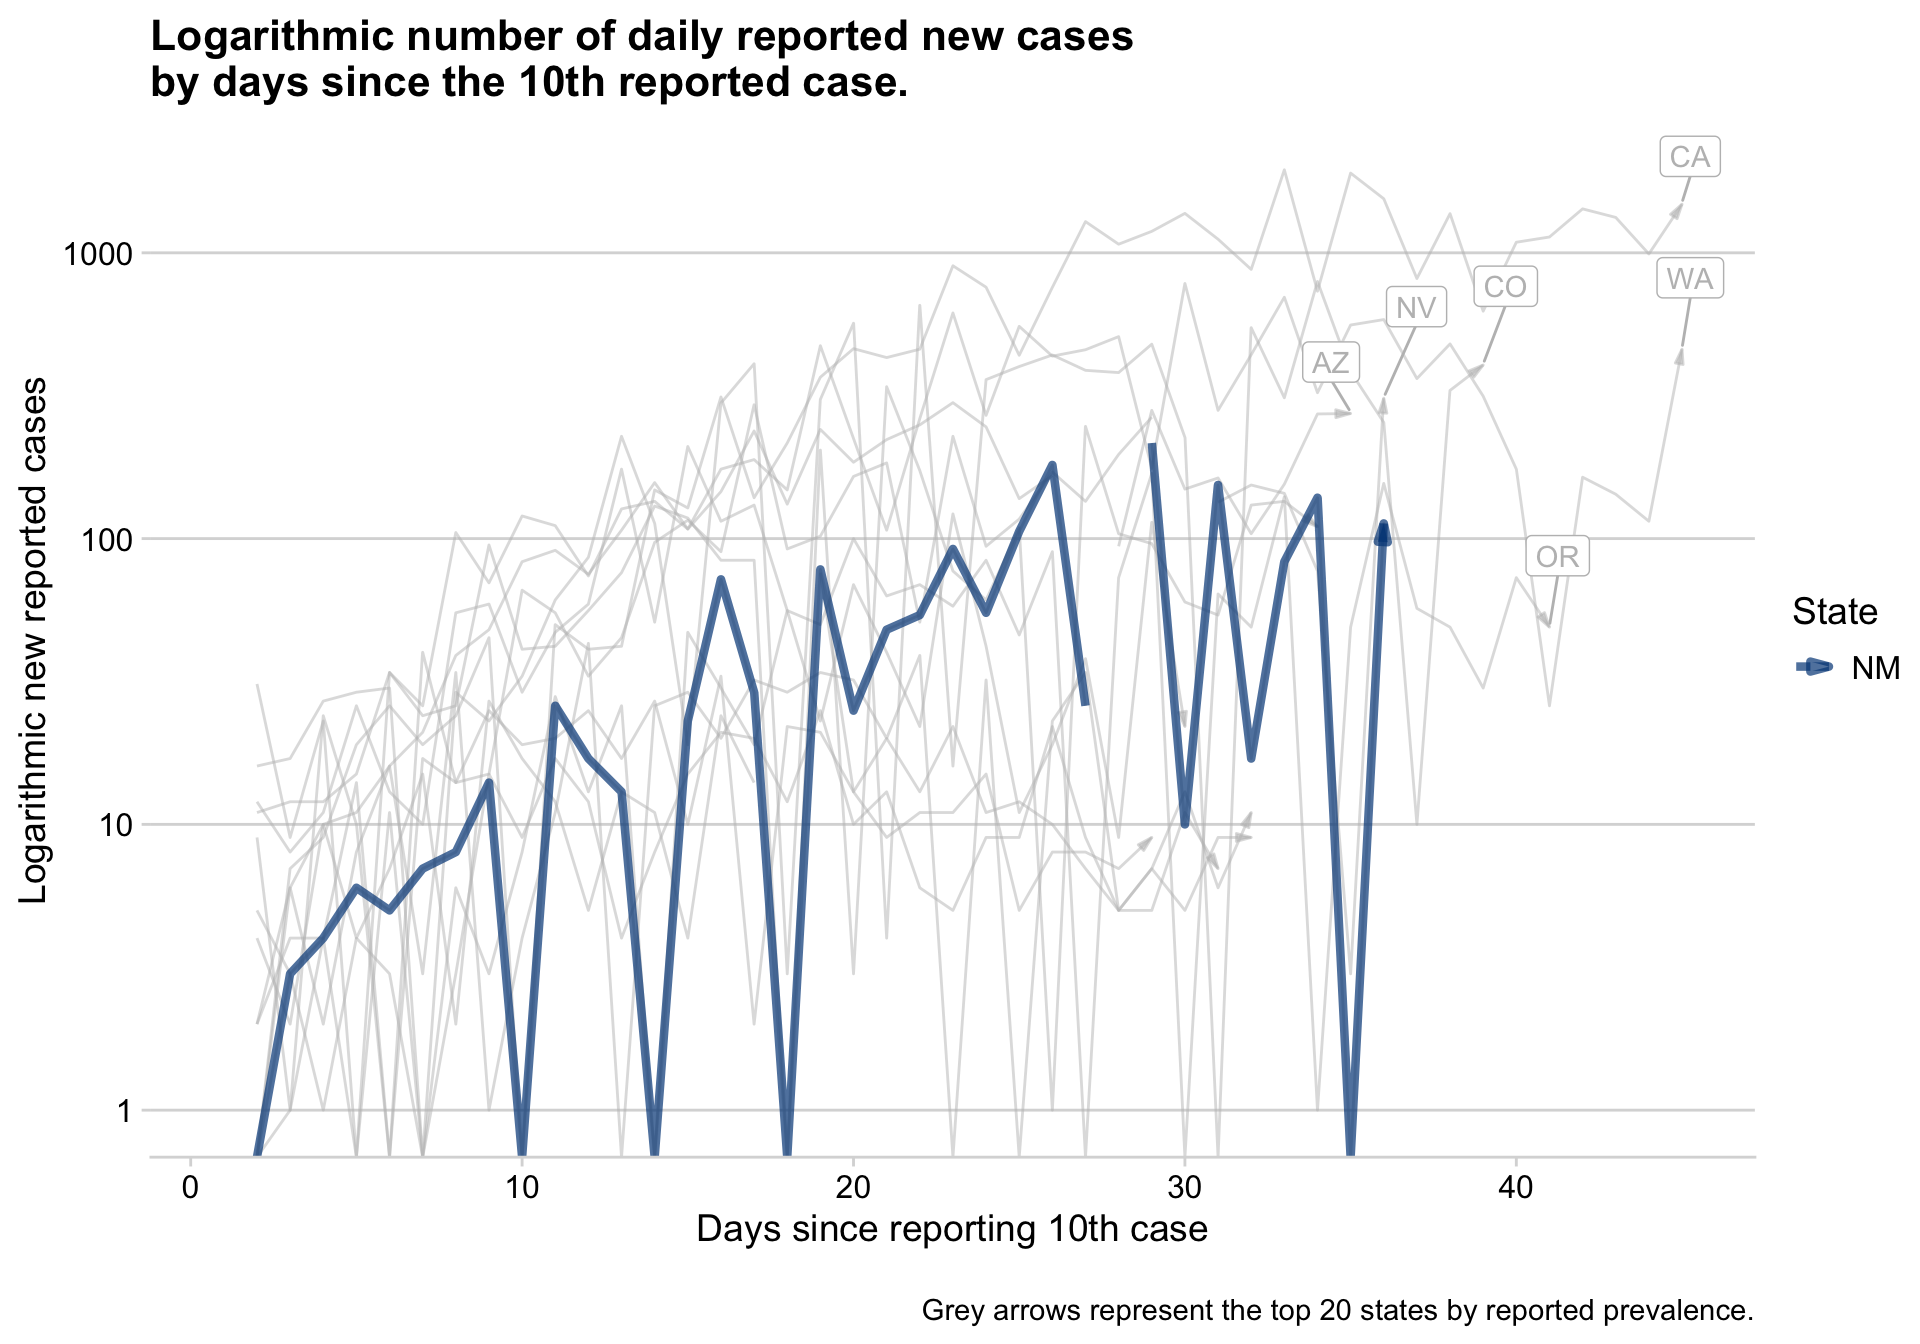 Logarithmic number of daily reported new cases
by days since the 10th reported case.
Logarithmic new reported cases
1000
100
10
1
CA
WA
CO
NV
AZ
OR
State
NM
0 10 20 30 40
Days since reporting 10th case
Grey arrows represent the top 20 states by reported prevalence.